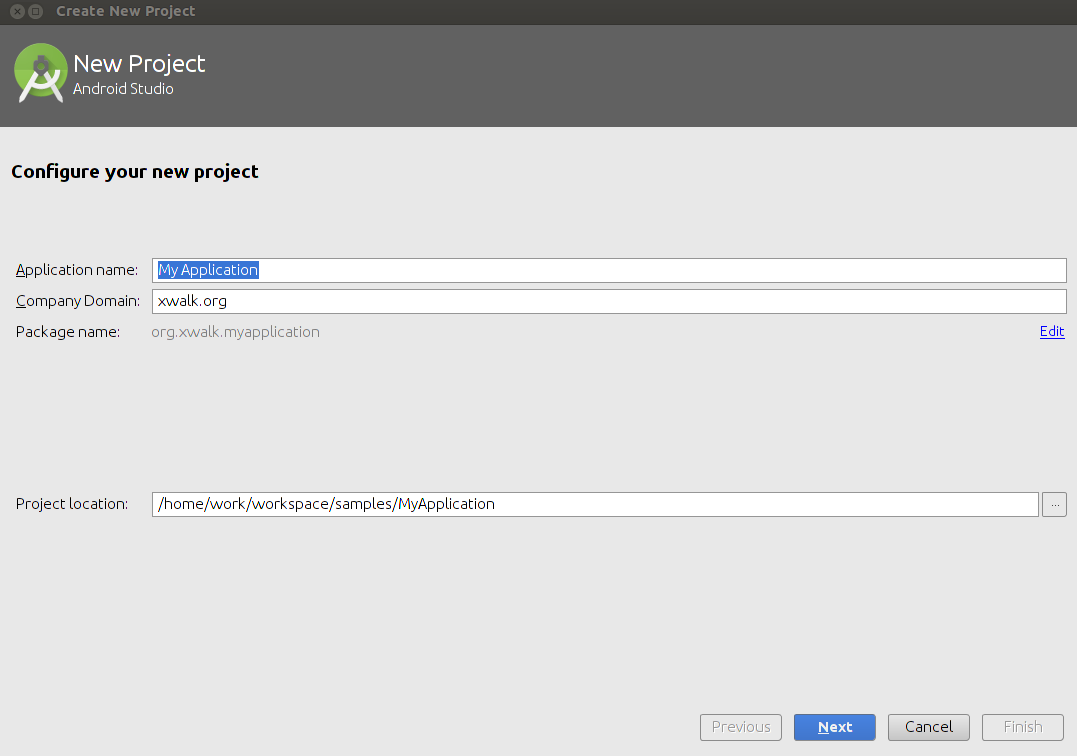 Create New Project
New Project
Android Studio
Configure your new project
Application name: My Application
Company Domain: xwalk.org
Package name: org.xwalk.myapplication Edit
Project location: /home/work/workspace/samples/MyApplication ...
Previous Next Cancel Finish